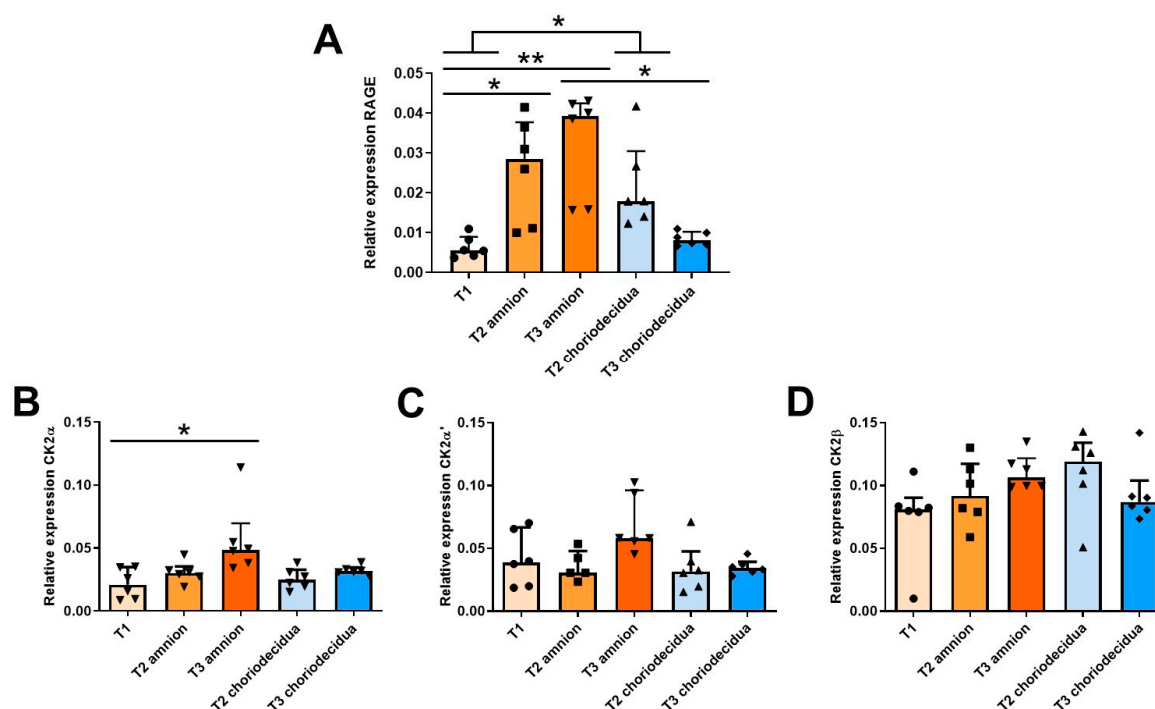 A
*
**
*
*
Relative expression RAGE
0.05
0.04
0.03
0.02
0.01
0.00
T1
T2 amnion
T3 amnion
T2 choriodecidua
T3 choriodecidua
B
*
Relative expression CK2α
0.15
0.10
0.05
0.00
T1
T2 amnion
T3 amnion
T2 choriodecidua
T3 choriodecidua
C
Relative expression CK2α'
0.15
0.10
0.05
0.00
T1
T2 amnion
T3 amnion
T2 choriodecidua
T3 choriodecidua
D
Relative expression CK2β
0.15
0.10
0.05
0.00
T1
T2 amnion
T3 amnion
T2 choriodecidua
T3 choriodecidua